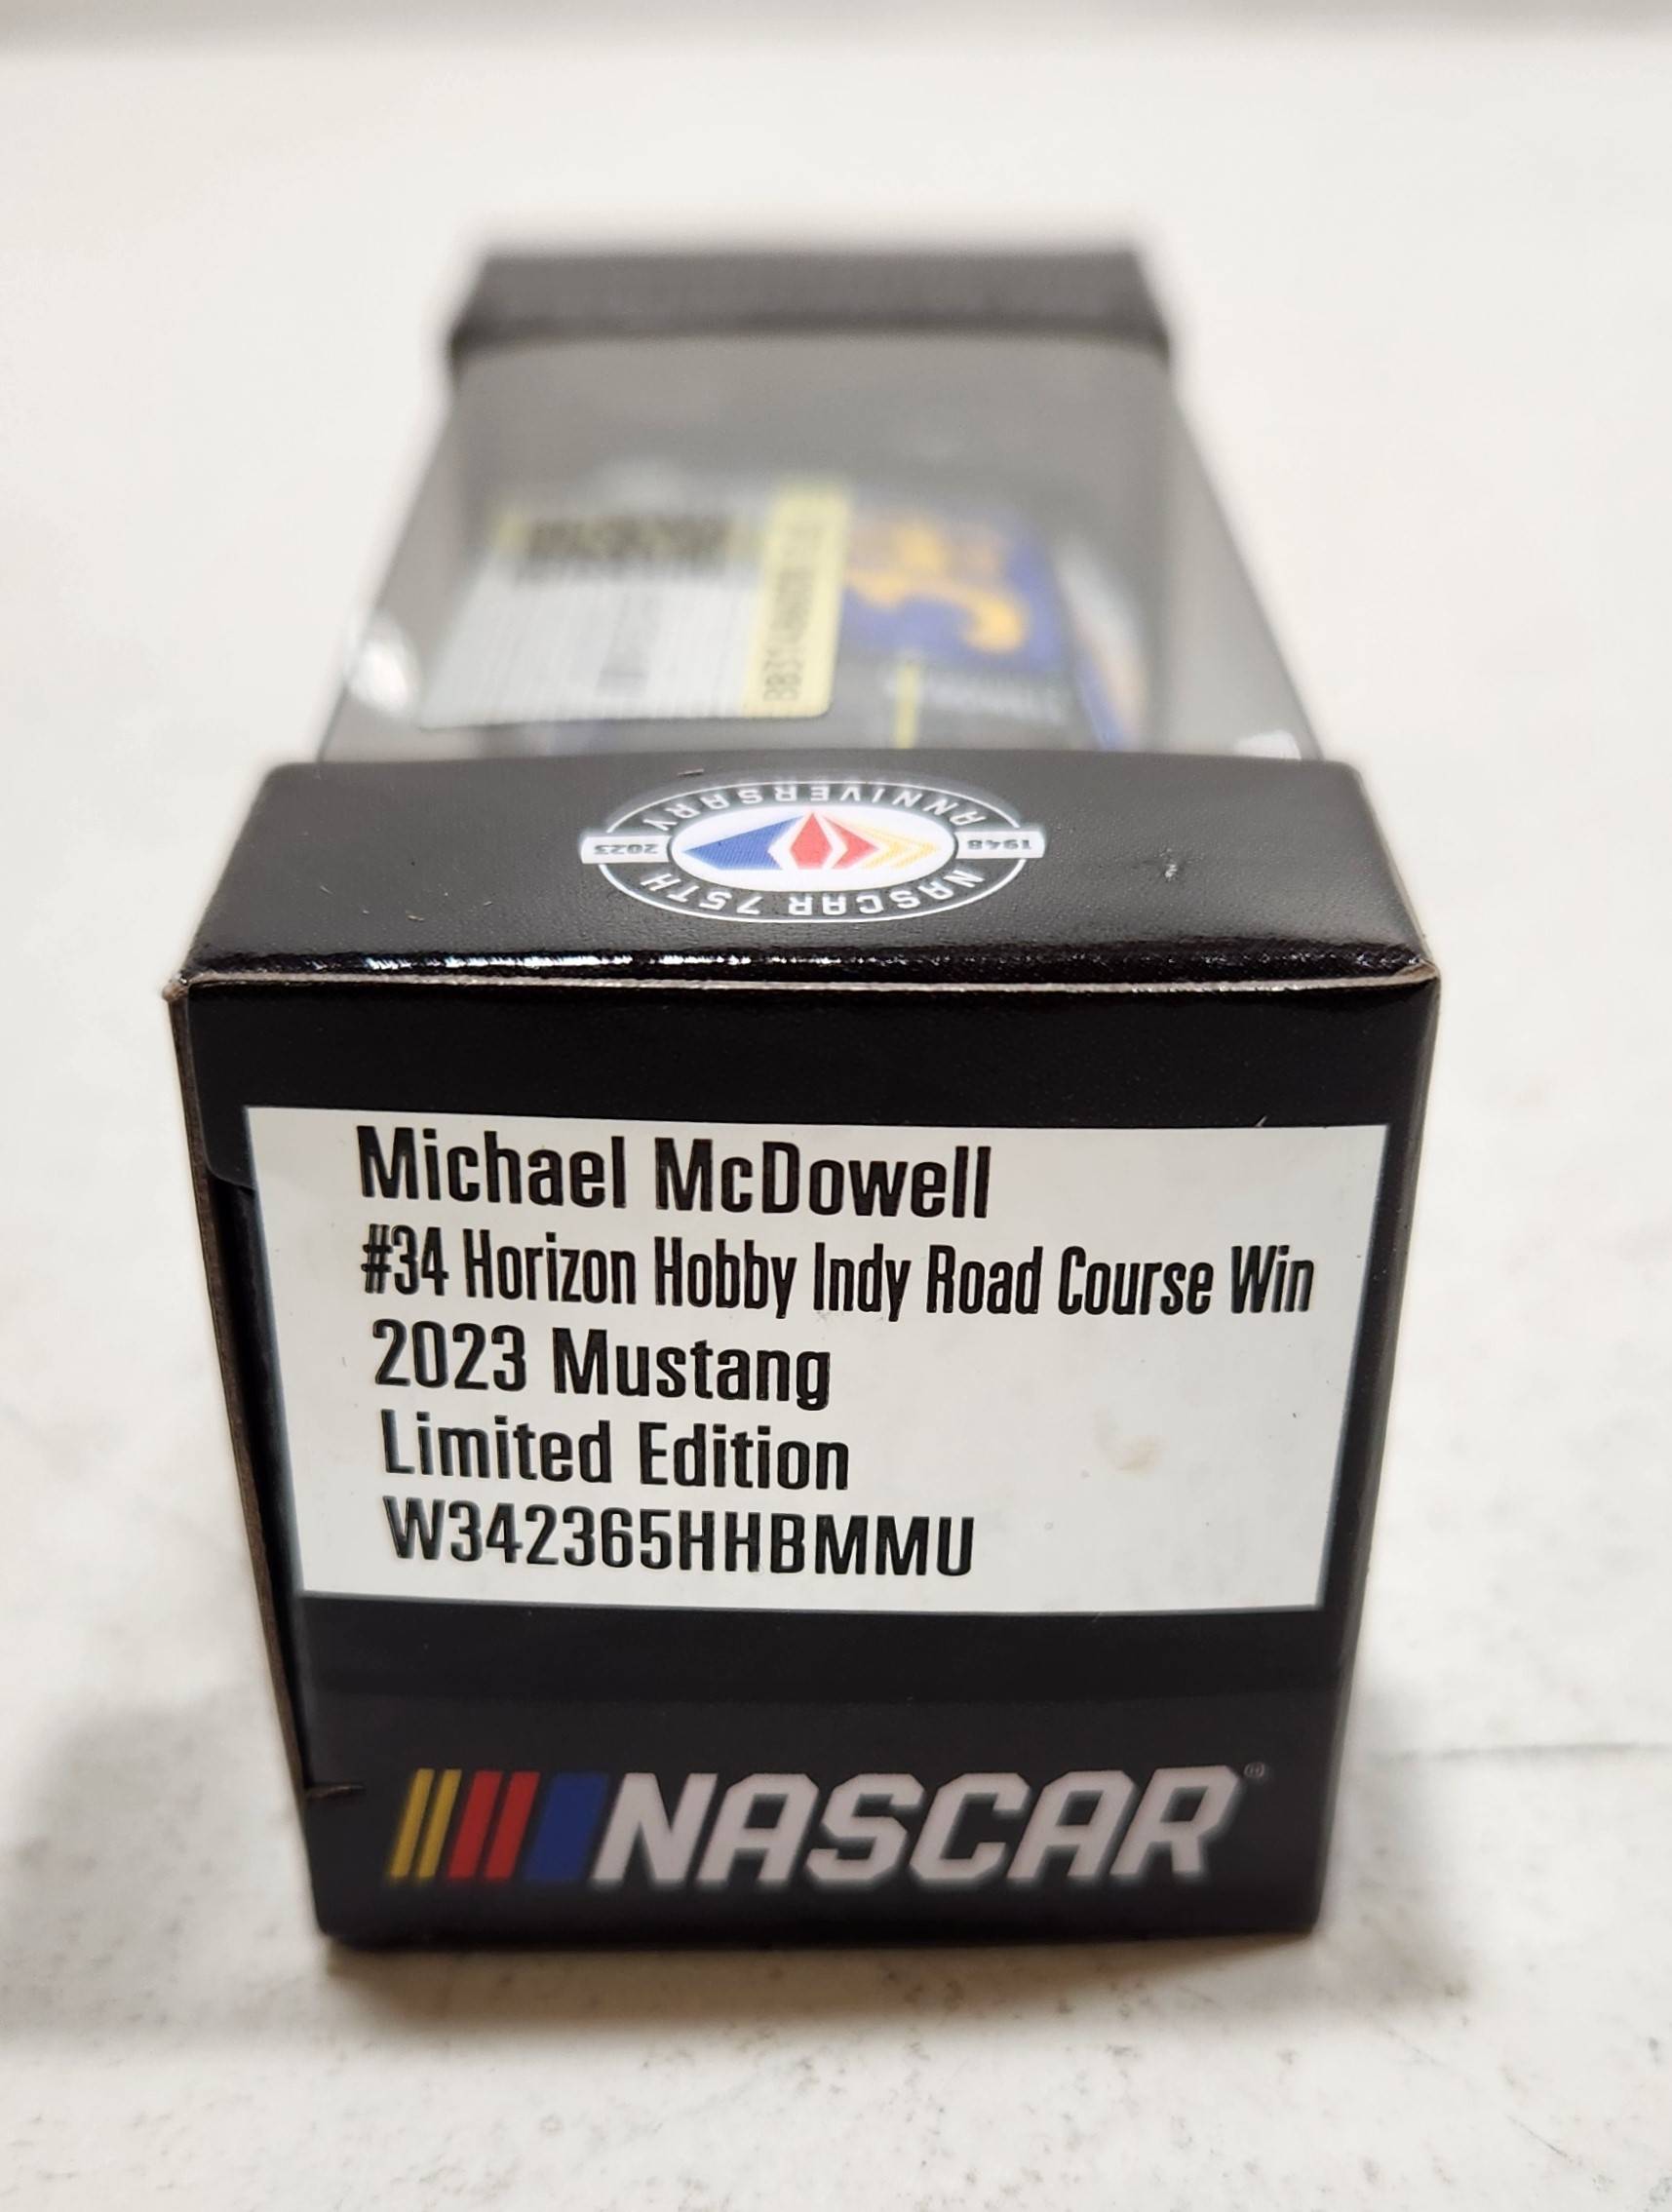 NASCAR 75TH ANNIVERSARY
1948 2023
Michael McDowell
#34 Horizon Hobby Indy Road Course Win
2023 Mustang
Limited Edition
W342365HHBMMU
NASCAR®